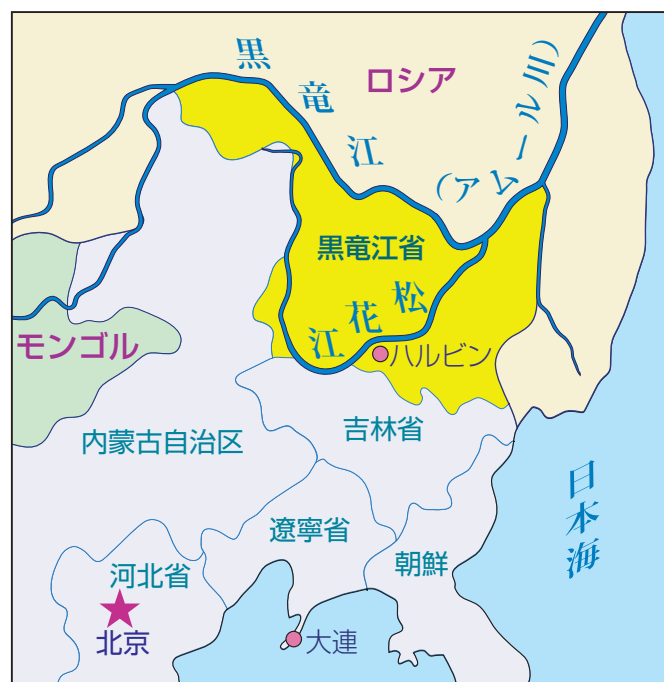 黒竜江
ロシア
(アムール川)
黒竜江省
松花江
ハルビン
モンゴル
内蒙古自治区
吉林省
日本海
遼寧省
朝鮮
河北省
北京
大連